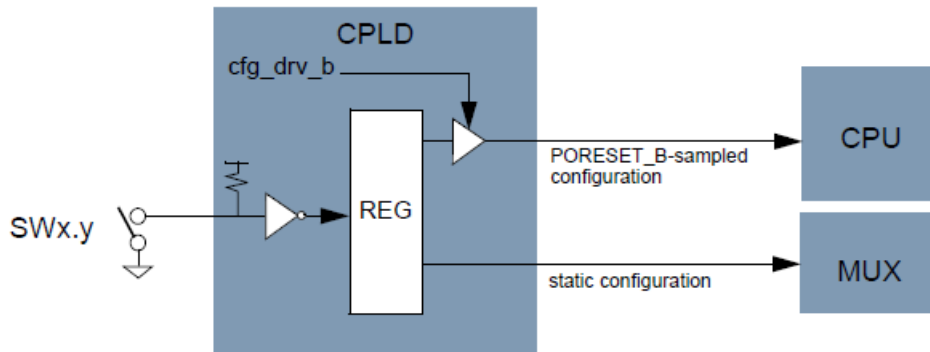 CPLD
cfg_drv_b
CPU
PORESET_B-sampled
configuration
REG
SWx.y
static configuration
MUX